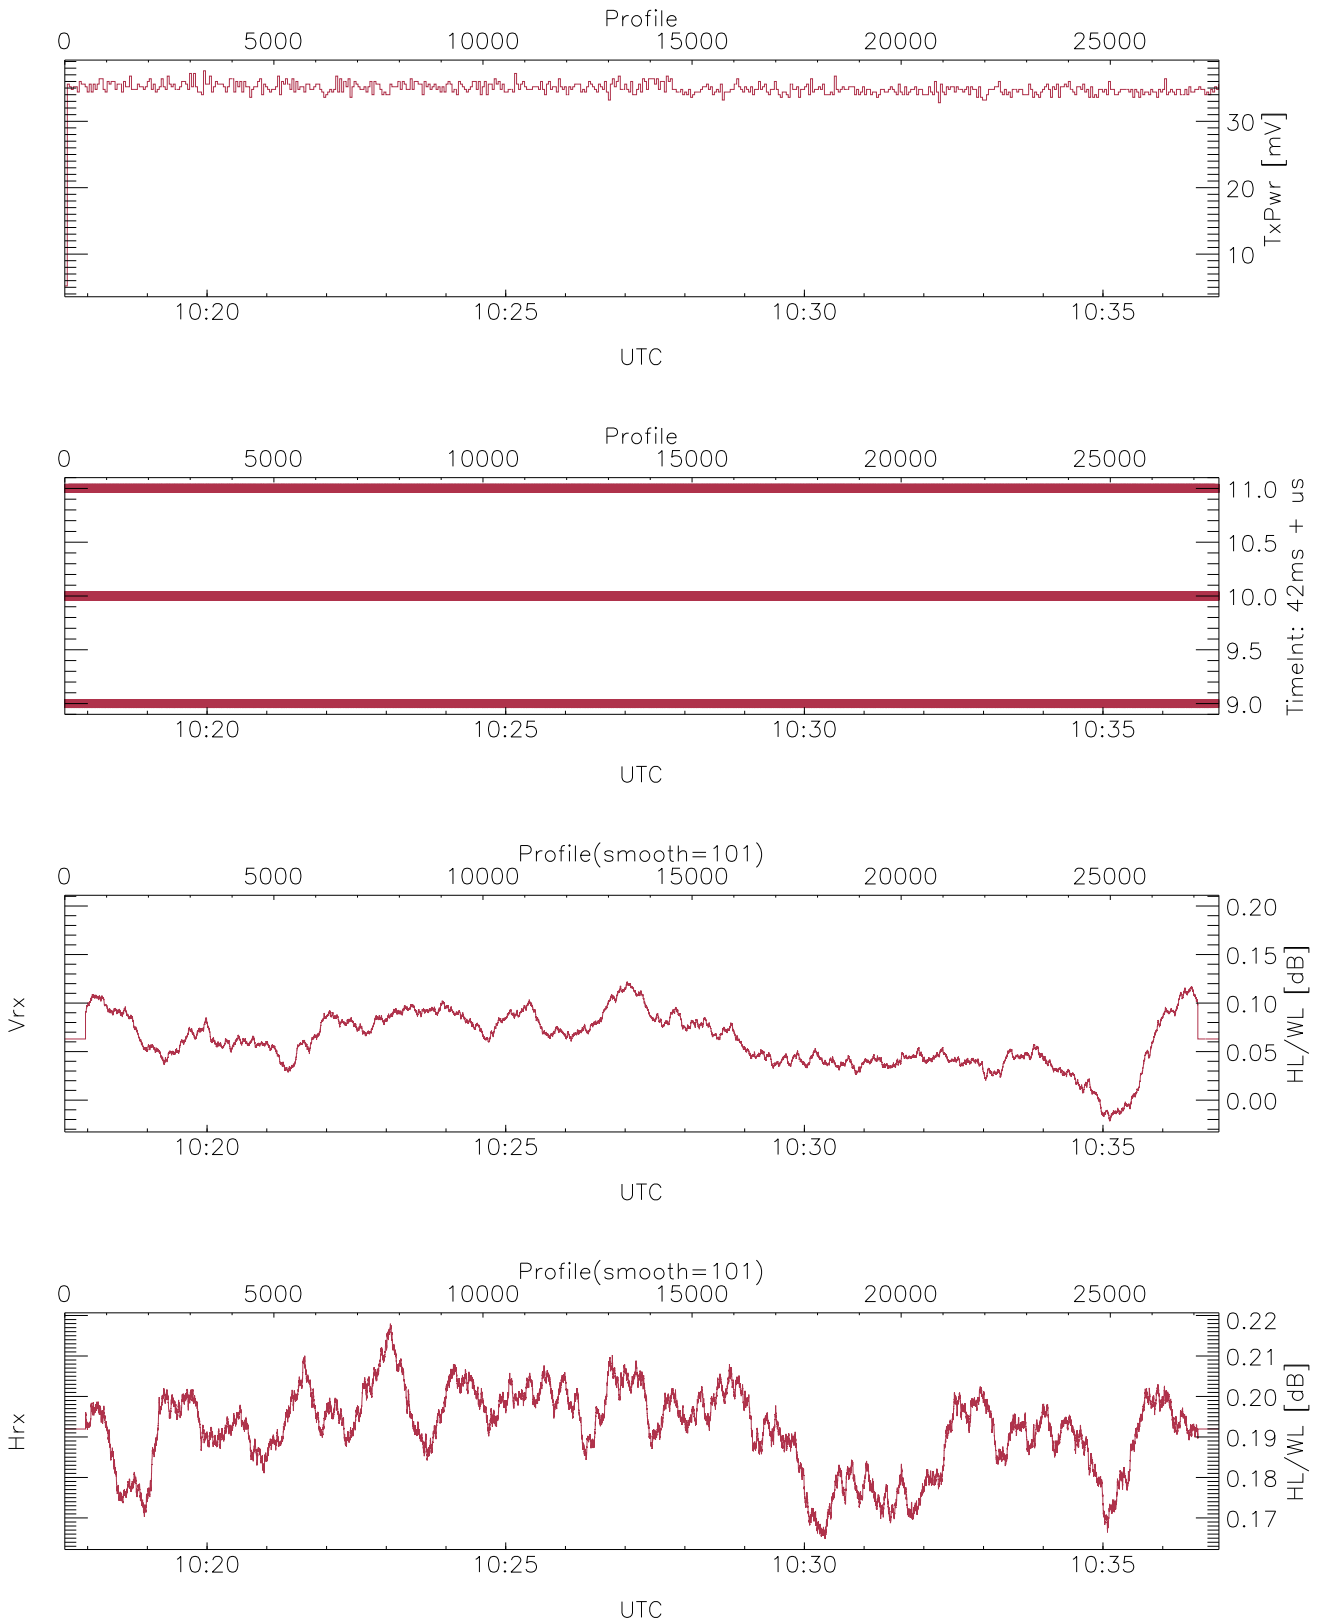 Profile
0 5000 10000 15000 20000 25000
30
20
10
TxPwr [mV]
10:20 10:25 10:30 10:35
UTC
Profile
0 5000 10000 15000 20000 25000
11.0
10.5
10.0
9.5
9.0
TimeInt: 42ms + us
10:20 10:25 10:30 10:35
UTC
Profile(smooth=101)
0 5000 10000 15000 20000 25000
Vrx
0.20
0.15
0.10
0.05
0.00
HL/WL [dB]
10:20 10:25 10:30 10:35
UTC
Profile(smooth=101)
0 5000 10000 15000 20000 25000
Hrx
0.22
0.21
0.20
0.19
0.18
0.17
HL/WL [dB]
10:20 10:25 10:30 10:35
UTC